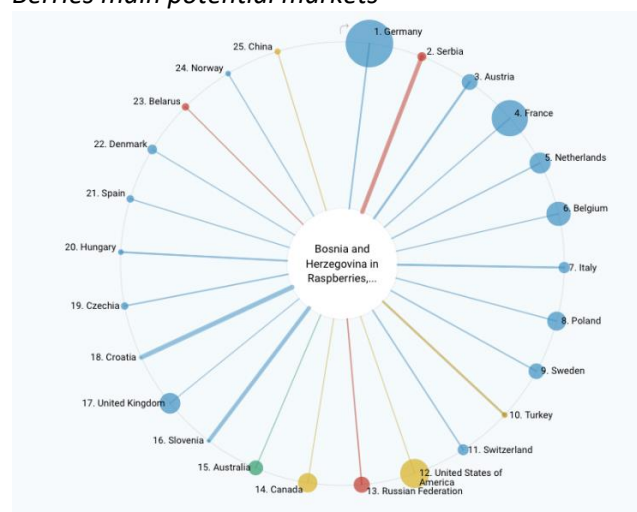 Berries main potential markets
1. Germany
2. Serbia
3. Austria
4. France
5. Netherlands
6. Belgium
7. Italy
8. Poland
9. Sweden
10. Turkey
11. Switzerland
12. United States of
America
13. Russian Federation
14. Canada
15. Australia
16. Slovenia
17. United Kingdom
18. Croatia
19. Czechia
20. Hungary
21. Spain
22. Denmark
23. Belarus
24. Norway
25. China
Bosnia and
Herzegovina in
Raspberries,...